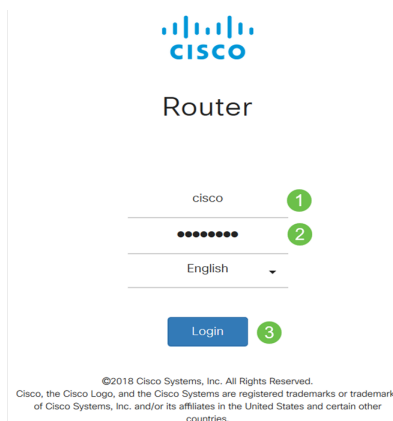 CISCO
Router
cisco 1
●●●●●●●● 2
English
Login 3
©2018 Cisco Systems, Inc. All Rights Reserved.
Cisco, the Cisco Logo, and the Cisco Systems are registered trademarks or trademark
of Cisco Systems, Inc. and/or its affiliates in the United States and certain other
countries